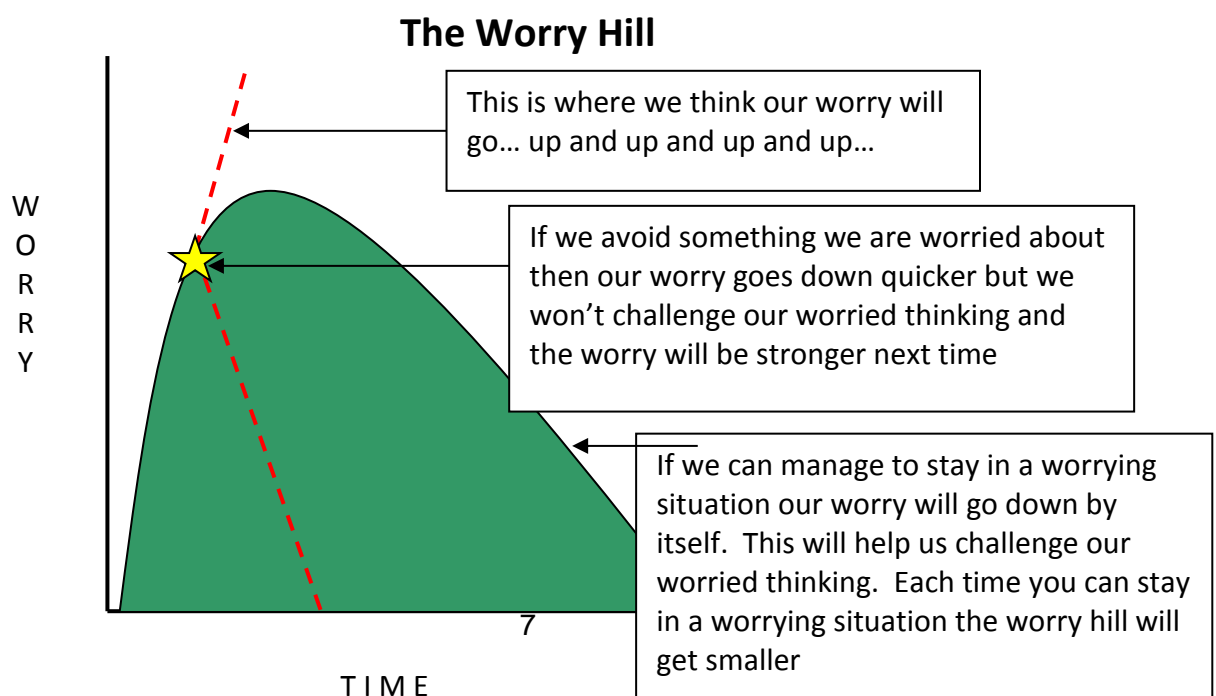 The Worry Hill
This is where we think our worry will
go… up and up and up and up…
WORRY
If we avoid something we are worried about
then our worry goes down quicker but we
won’t challenge our worried thinking and
the worry will be stronger next time
If we can manage to stay in a worrying
situation our worry will go down by
itself.  This will help us challenge our
worried thinking.  Each time you can stay
in a worrying situation the worry hill will
get smaller
7
TIME